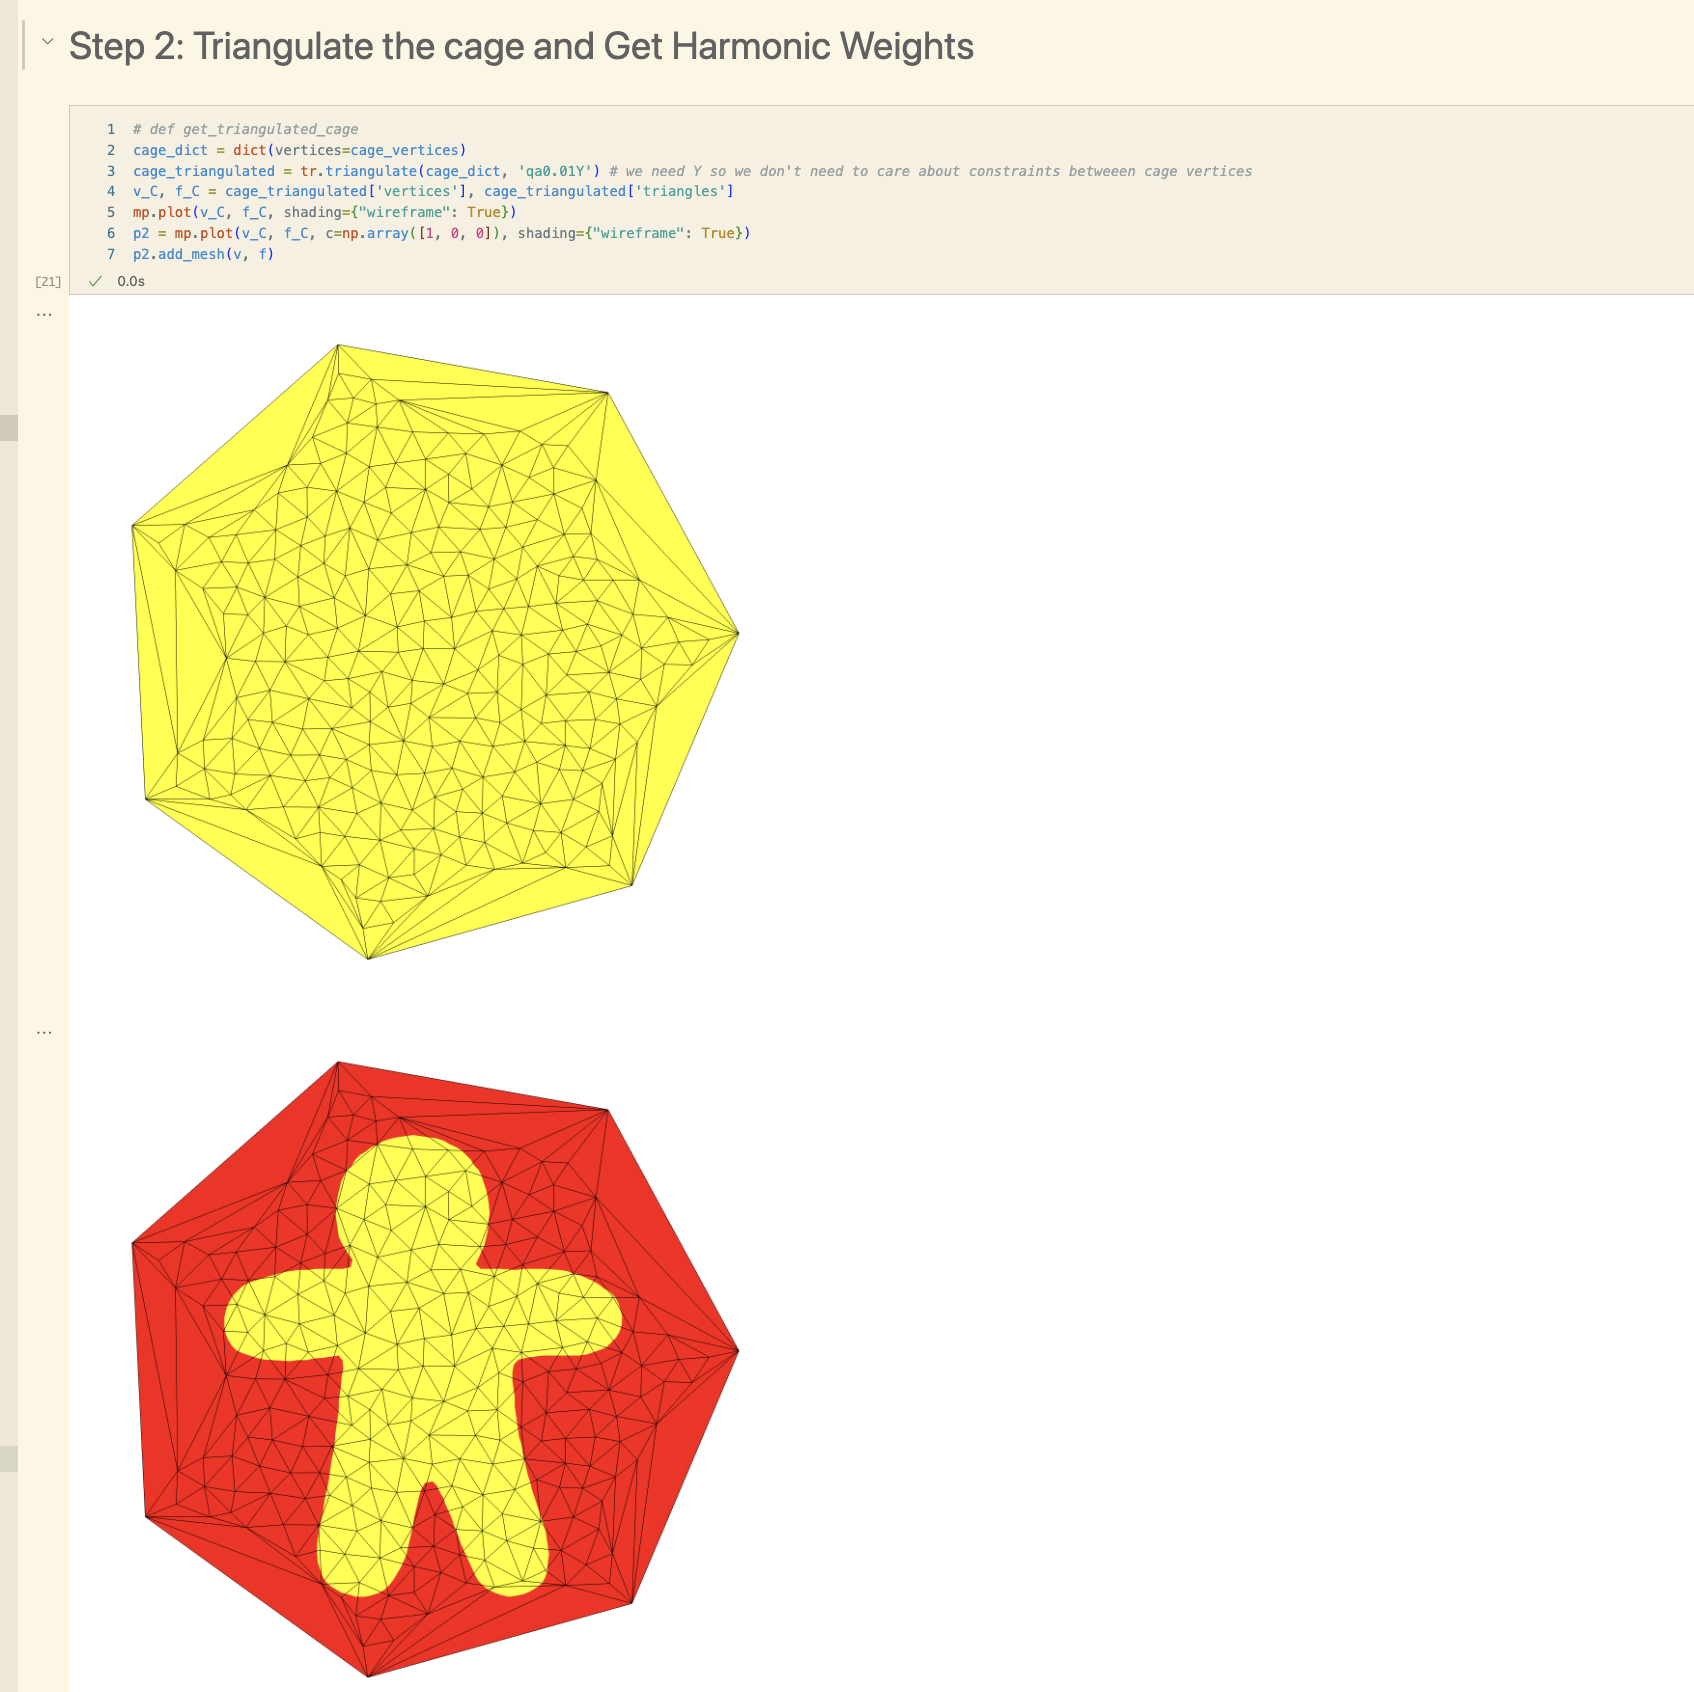 Step 2: Triangulate the cage and Get Harmonic Weights
1 # def get_triangulated_cage
2 cage_dict = dict(vertices=cage_vertices)
3 cage_triangulated = tr.triangulate(cage_dict, 'qa0.01Y') # we need Y so we don't need to care about constraints betweeen cage vertices
4 v_C, f_C = cage_triangulated['vertices'], cage_triangulated['triangles']
5 mp.plot(v_C, f_C, shading={"wireframe": True})
6 p2 = mp.plot(v_C, f_C, c=np.array([1, 0, 0]), shading={"wireframe": True})
7 p2.add_mesh(v, f)
[21] ✓ 0.0s
...
...